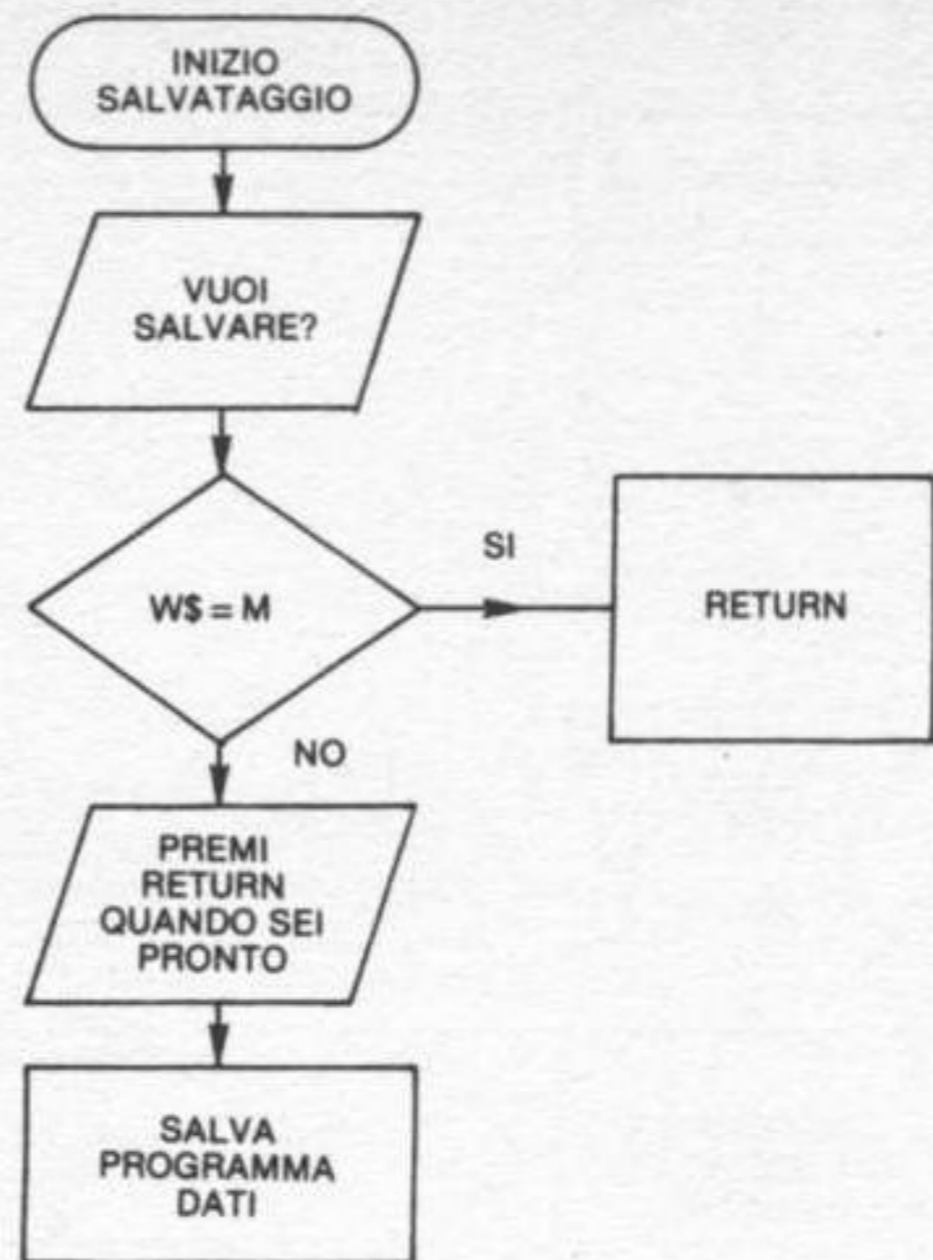 INIZIO
SALVATAGGIO
VUOI
SALVARE?
W$ = M
SI
RETURN
NO
PREMI
RETURN
QUANDO SEI
PRONTO
SALVA
PROGRAMMA
DATI